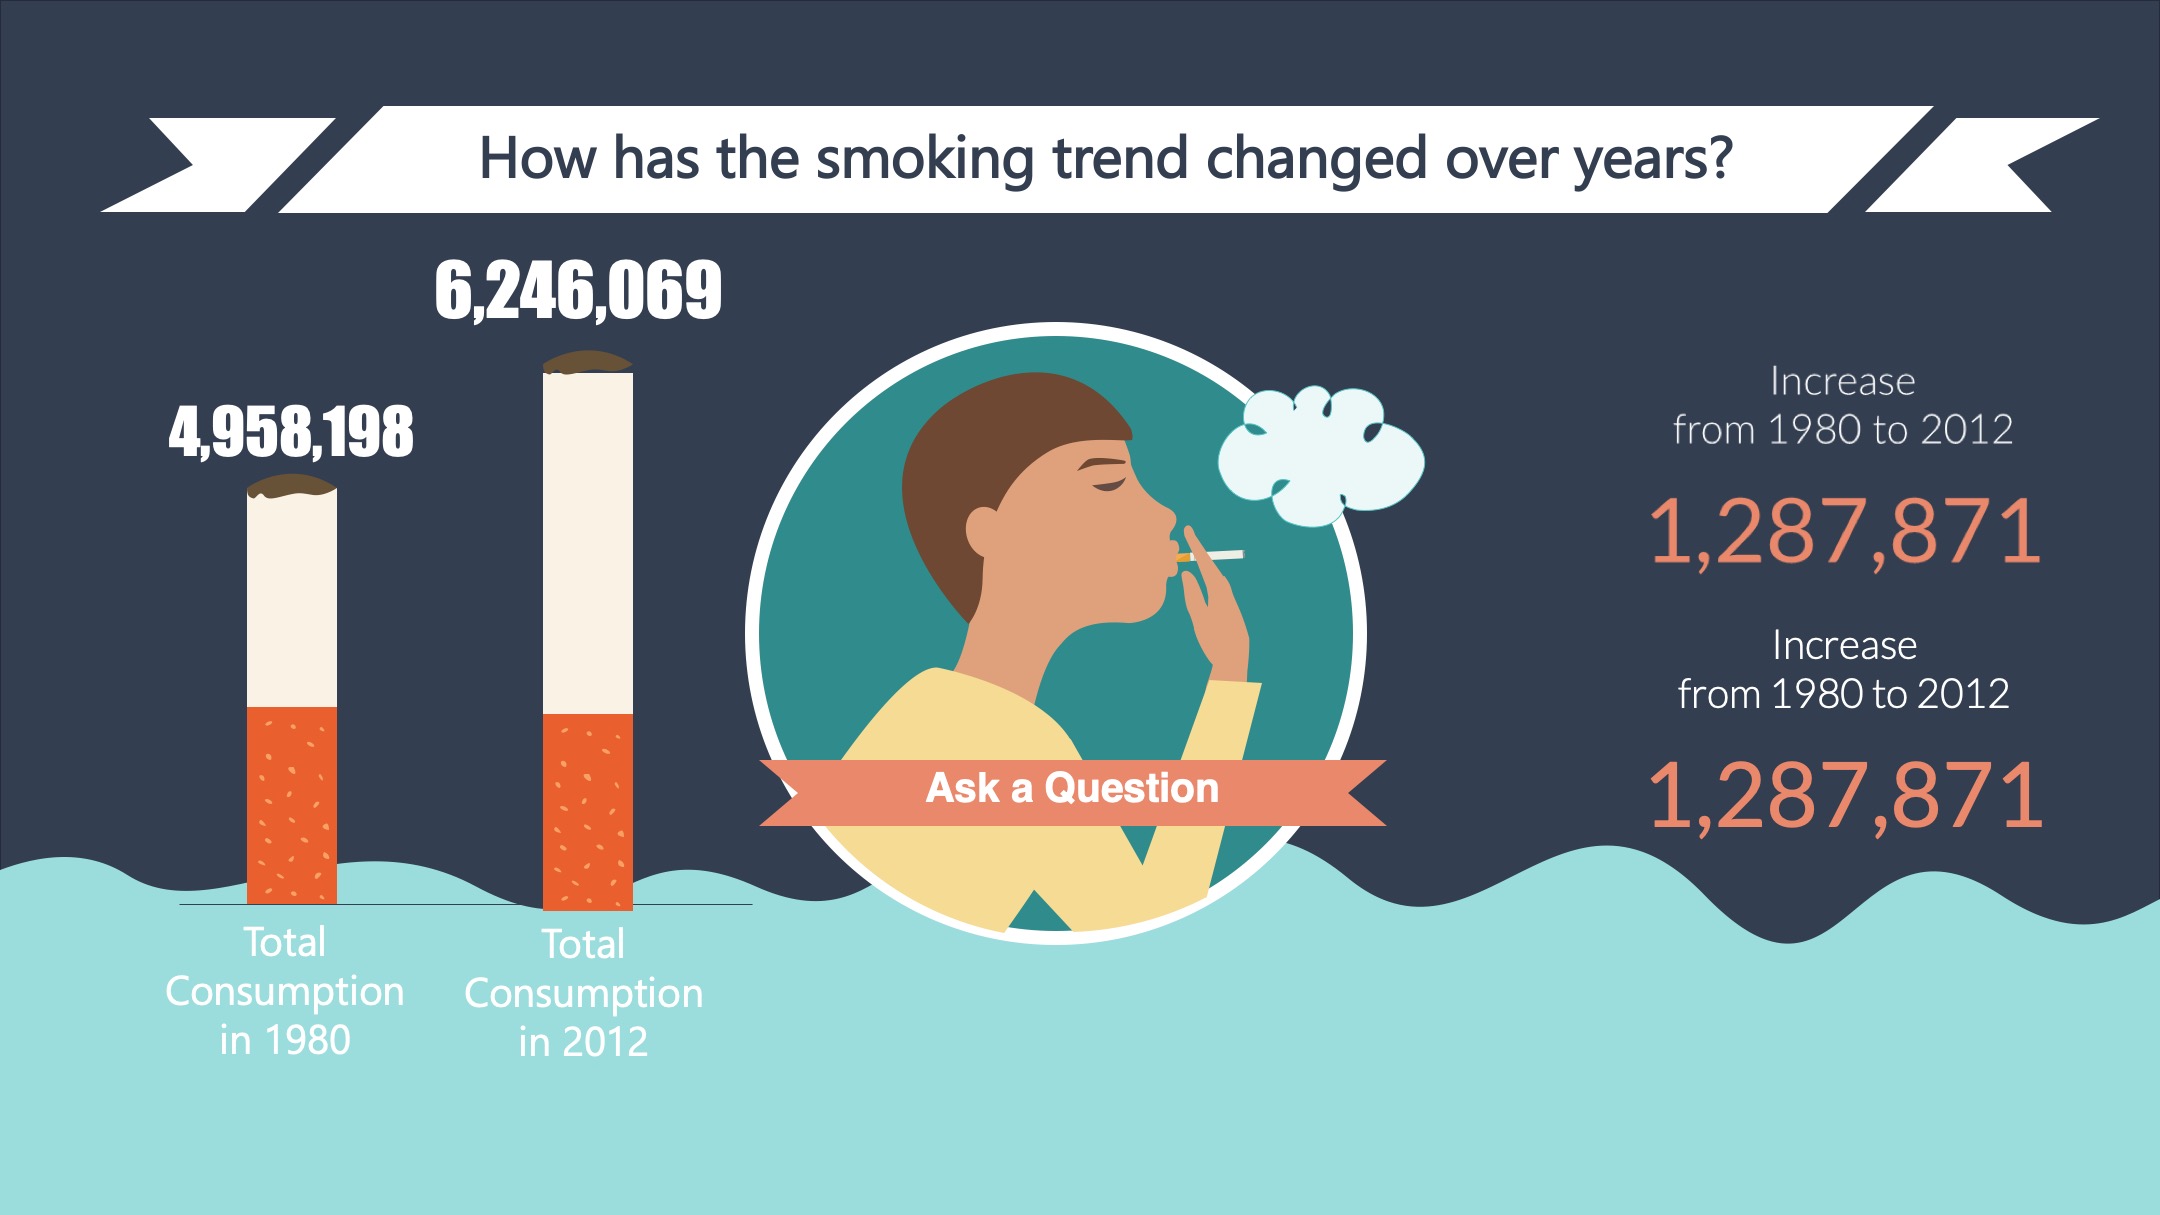 How has the smoking trend changed over years?
6,246,069
4,958,198
Total
Consumption
in 1980
Total
Consumption
in 2012
Ask a Question
Increase
from 1980 to 2012
1,287,871
Increase
from 1980 to 2012
1,287,871